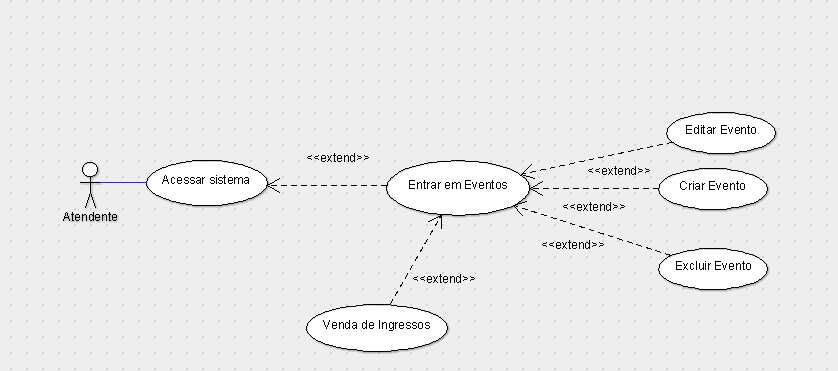 Editar Evento
<<extend>>
<<extend>>
Acessar sistema
Entrar em Eventos
Criar Evento
<<extend>>
Atendente
<<extend>>
Excluir Evento
<<extend>>
Venda de Ingressos